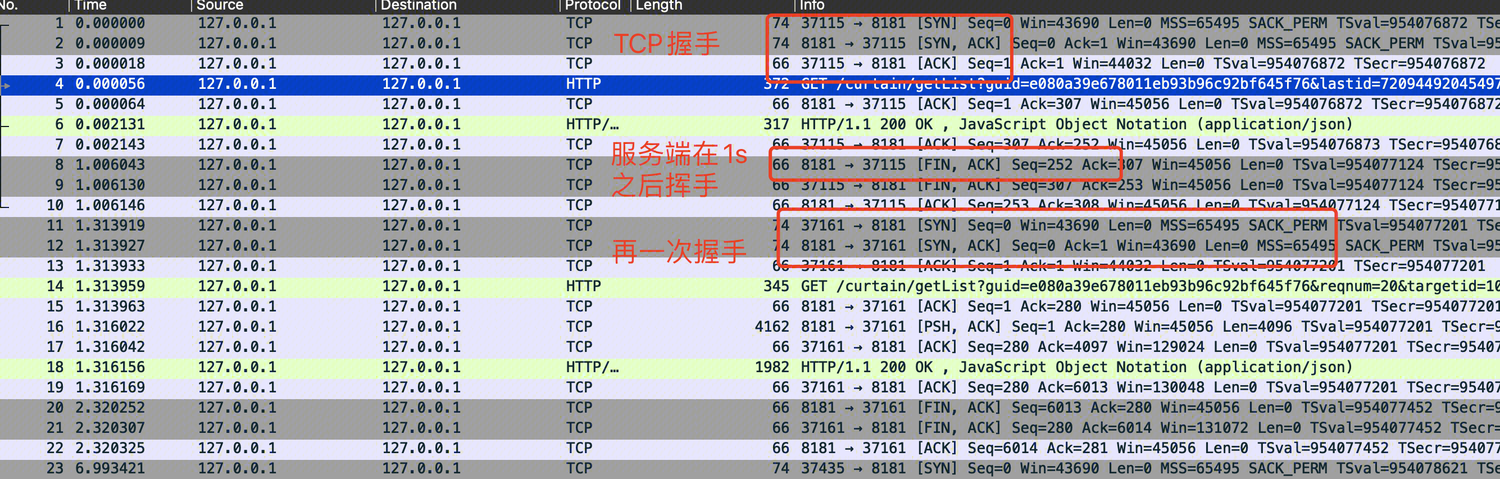 No. Time Source Destination Protocol Length Info
1 0.000000 127.0.0.1 127.0.0.1 TCP 74 37115 → 8181 [SYN] Seq=0 Win=43690 Len=0 MSS=65495 SACK_PERM TSval=954076872 TSe
2 0.000009 127.0.0.1 127.0.0.1 TCP 74 8181 → 37115 [SYN, ACK] Seq=0 Ack=1 Win=43690 Len=0 MSS=65495 SACK_PERM TSval=95
TCP握手
3 0.000018 127.0.0.1 127.0.0.1 TCP 66 37115 → 8181 [ACK] Seq=1 Ack=1 Win=44032 Len=0 TSval=954076872 TSecr=954076872
4 0.000056 127.0.0.1 127.0.0.1 HTTP 372 GET /curtain/getList?guid=e080a39e678011eb93b96c92bf645f76&lastid=72094492045497
5 0.000064 127.0.0.1 127.0.0.1 TCP 66 8181 → 37115 [ACK] Seq=1 Ack=307 Win=45056 Len=0 TSval=954076872 TSecr=954076872
6 0.002131 127.0.0.1 127.0.0.1 HTTP/… 317 HTTP/1.1 200 OK , JavaScript Object Notation (application/json)
7 0.002143 127.0.0.1 127.0.0.1 TCP 66 37115 → 8181 [ACK] Seq=307 Ack=252 Win=45056 Len=0 TSval=954076873 TSecr=9540768
服务端在1s
8 1.006043 127.0.0.1 127.0.0.1 TCP 66 8181 → 37115 [FIN, ACK] Seq=252 Ack=307 Win=45056 Len=0 TSval=954077124 TSecr=95
之后挥手
9 1.006130 127.0.0.1 127.0.0.1 TCP 66 37115 → 8181 [FIN, ACK] Seq=307 Ack=253 Win=45056 Len=0 TSval=954077124 TSecr=95
10 1.006146 127.0.0.1 127.0.0.1 TCP 66 8181 → 37115 [ACK] Seq=253 Ack=308 Win=45056 Len=0 TSval=954077124 TSecr=9540771
11 1.313919 127.0.0.1 127.0.0.1 TCP 74 37161 → 8181 [SYN] Seq=0 Win=43690 Len=0 MSS=65495 SACK_PERM TSval=954077201 TSe
12 1.313927 127.0.0.1 127.0.0.1 TCP 74 8181 → 37161 [SYN, ACK] Seq=0 Ack=1 Win=43690 Len=0 MSS=65495 SACK_PERM TSval=95
再一次握手
13 1.313933 127.0.0.1 127.0.0.1 TCP 66 37161 → 8181 [ACK] Seq=1 Ack=1 Win=44032 Len=0 TSval=954077201 TSecr=954077201
14 1.313959 127.0.0.1 127.0.0.1 HTTP 345 GET /curtain/getList?guid=e080a39e678011eb93b96c92bf645f76&reqnum=20&targetid=10
15 1.313963 127.0.0.1 127.0.0.1 TCP 66 8181 → 37161 [ACK] Seq=1 Ack=280 Win=45056 Len=0 TSval=954077201 TSecr=954077201
16 1.316022 127.0.0.1 127.0.0.1 TCP 4162 8181 → 37161 [PSH, ACK] Seq=1 Ack=280 Win=45056 Len=4096 TSval=954077201 TSecr=9
17 1.316042 127.0.0.1 127.0.0.1 TCP 66 37161 → 8181 [ACK] Seq=280 Ack=4097 Win=129024 Len=0 TSval=954077201 TSecr=95407
18 1.316156 127.0.0.1 127.0.0.1 HTTP/… 1982 HTTP/1.1 200 OK , JavaScript Object Notation (application/json)
19 1.316169 127.0.0.1 127.0.0.1 TCP 66 37161 → 8181 [ACK] Seq=280 Ack=6013 Win=130048 Len=0 TSval=954077201 TSecr=95407
20 2.320252 127.0.0.1 127.0.0.1 TCP 66 8181 → 37161 [FIN, ACK] Seq=6013 Ack=280 Win=45056 Len=0 TSval=954077452 TSecr=9
21 2.320307 127.0.0.1 127.0.0.1 TCP 66 37161 → 8181 [FIN, ACK] Seq=280 Ack=6014 Win=131072 Len=0 TSval=954077452 TSecr=
22 2.320325 127.0.0.1 127.0.0.1 TCP 66 8181 → 37161 [ACK] Seq=6014 Ack=281 Win=45056 Len=0 TSval=954077452 TSecr=954077
23 6.993421 127.0.0.1 127.0.0.1 TCP 74 37435 → 8181 [SYN] Seq=0 Win=43690 Len=0 MSS=65495 SACK_PERM TSval=954078621 TSe